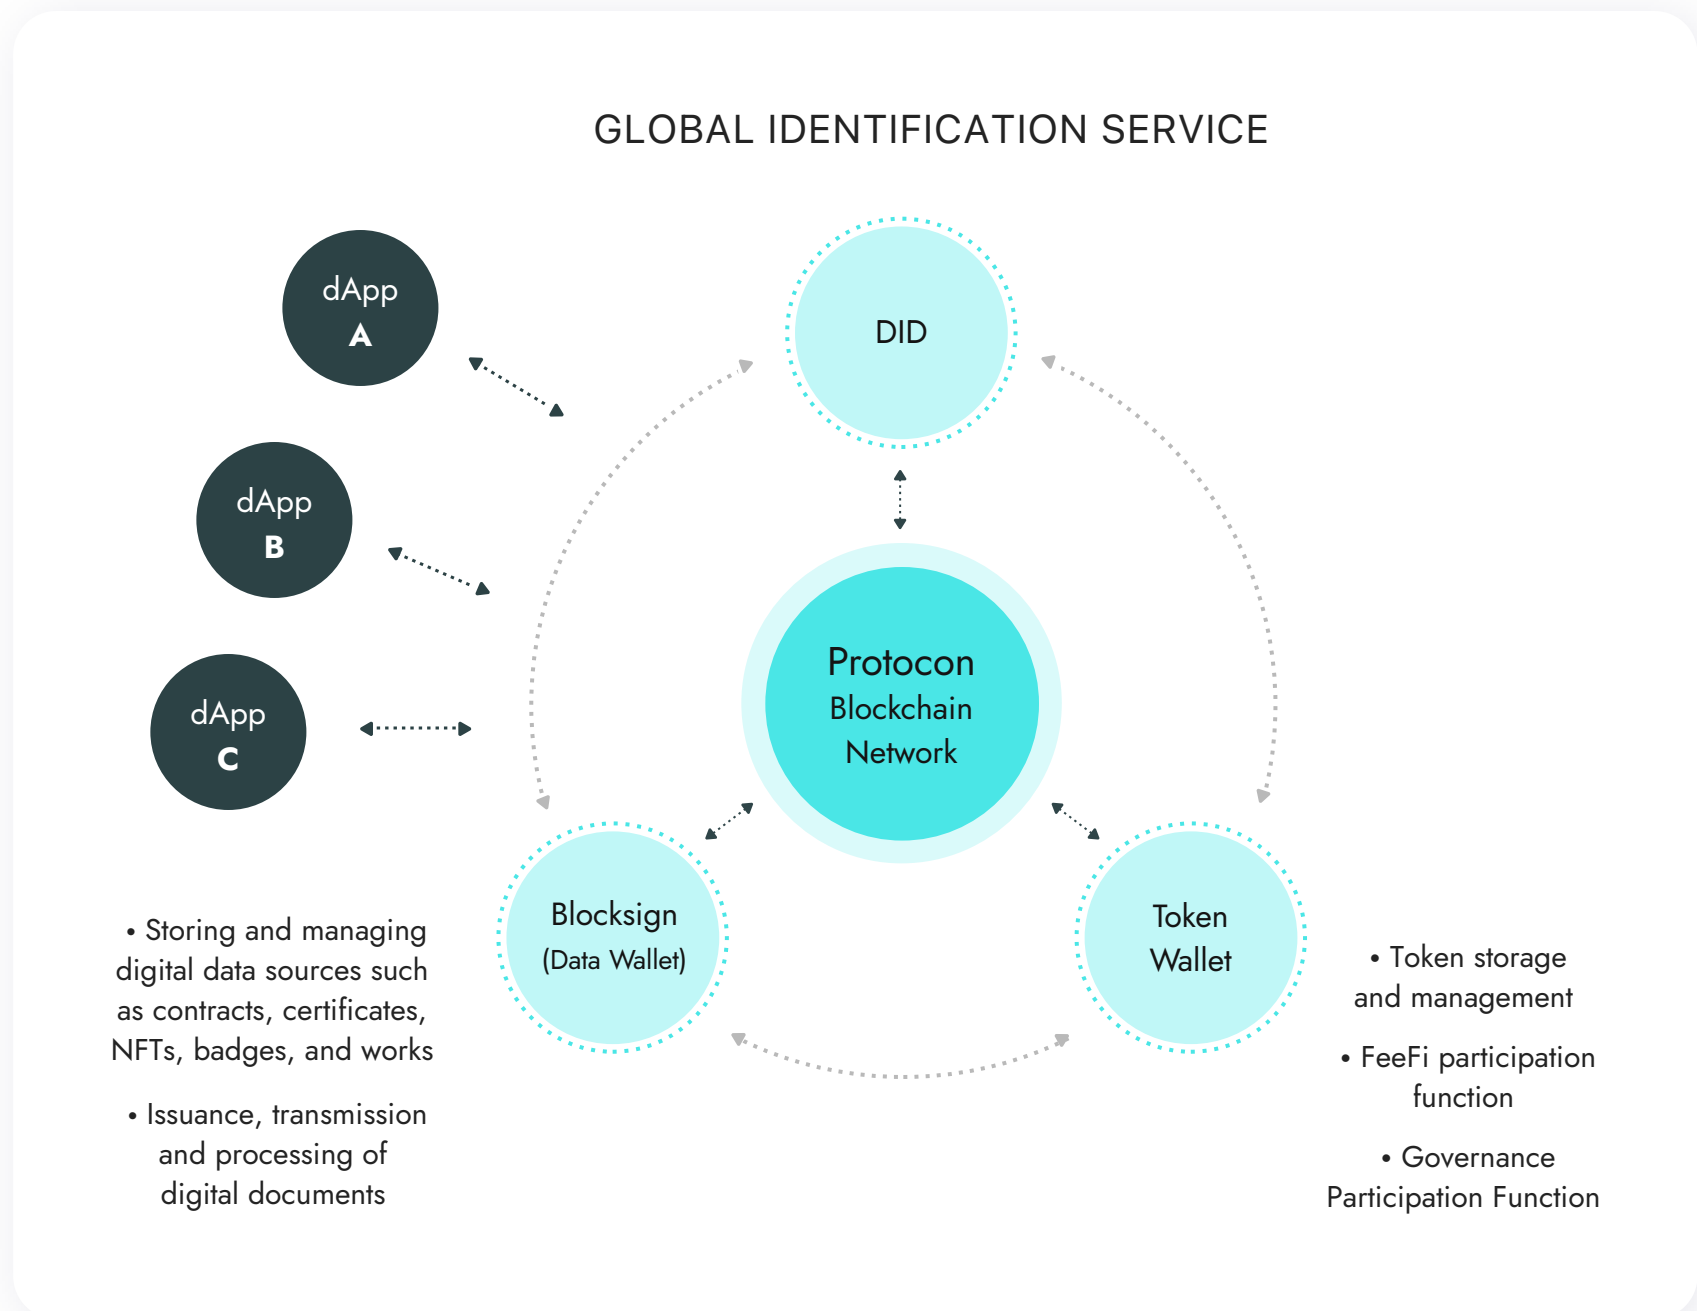 GLOBAL IDENTIFICATION SERVICE
dApp
A
DID
dApp
B
dApp
C
Protocon
Blockchain
Network
Blocksign
(Data Wallet)
Token
Wallet
• Storing and managing
digital data sources such
as contracts, certificates,
NFTs, badges, and works
• Issuance, transmission
and processing of
digital documents
• Token storage
and management
• FeeFi participation
function
• Governance
Participation Function